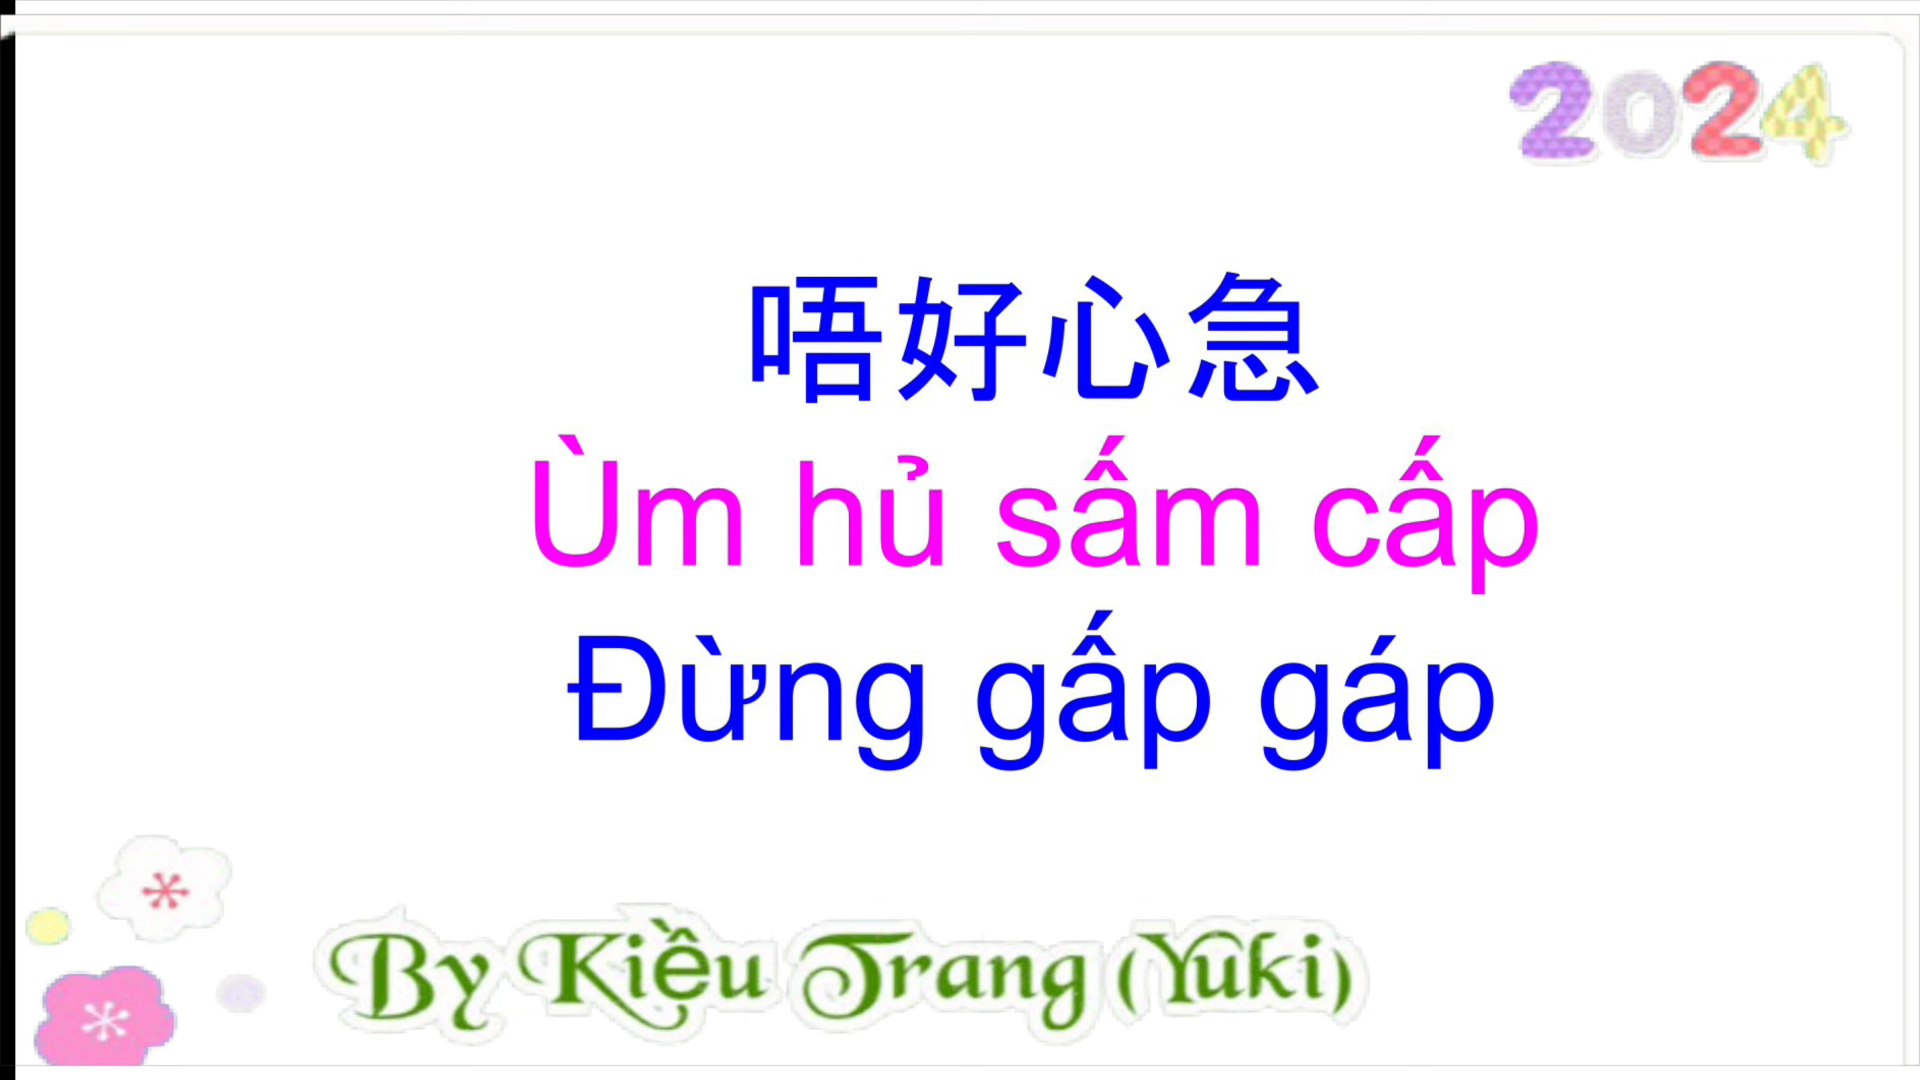 2024
唔好心急
Ùm hủ sấm cấp
Đừng gấp gáp
By Kiều Trang (Yuki)